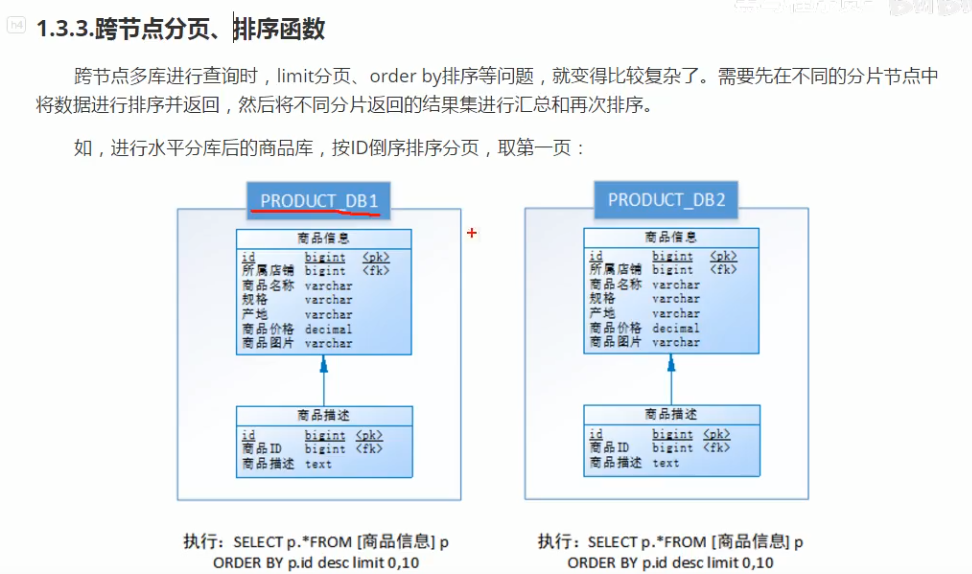 h4
1.3.3.跨节点分页、排序函数
跨节点多库进行查询时，limit分页、order by排序等问题，就变得比较复杂了。需要先在不同的分片节点中
将数据进行排序并返回，然后将不同分片返回的结果集进行汇总和再次排序。
如，进行水平分库后的商品库，按ID倒序排序分页，取第一页：
PRODUCT_DB1
商品信息
id bigint <pk>
所属店铺 bigint <fk>
商品名称 varchar
规格 varchar
产地 varchar
商品价格 decimal
商品图片 varchar
商品描述
id bigint <pk>
商品ID bigint <fk>
商品描述 text
执行：SELECT p.*FROM [商品信息] p
ORDER BY p.id desc limit 0,10
PRODUCT_DB2
商品信息
id bigint <pk>
所属店铺 bigint <fk>
商品名称 varchar
规格 varchar
产地 varchar
商品价格 decimal
商品图片 varchar
商品描述
id bigint <pk>
商品ID bigint <fk>
商品描述 text
执行：SELECT p.*FROM [商品信息] p
ORDER BY p.id desc limit 0,10